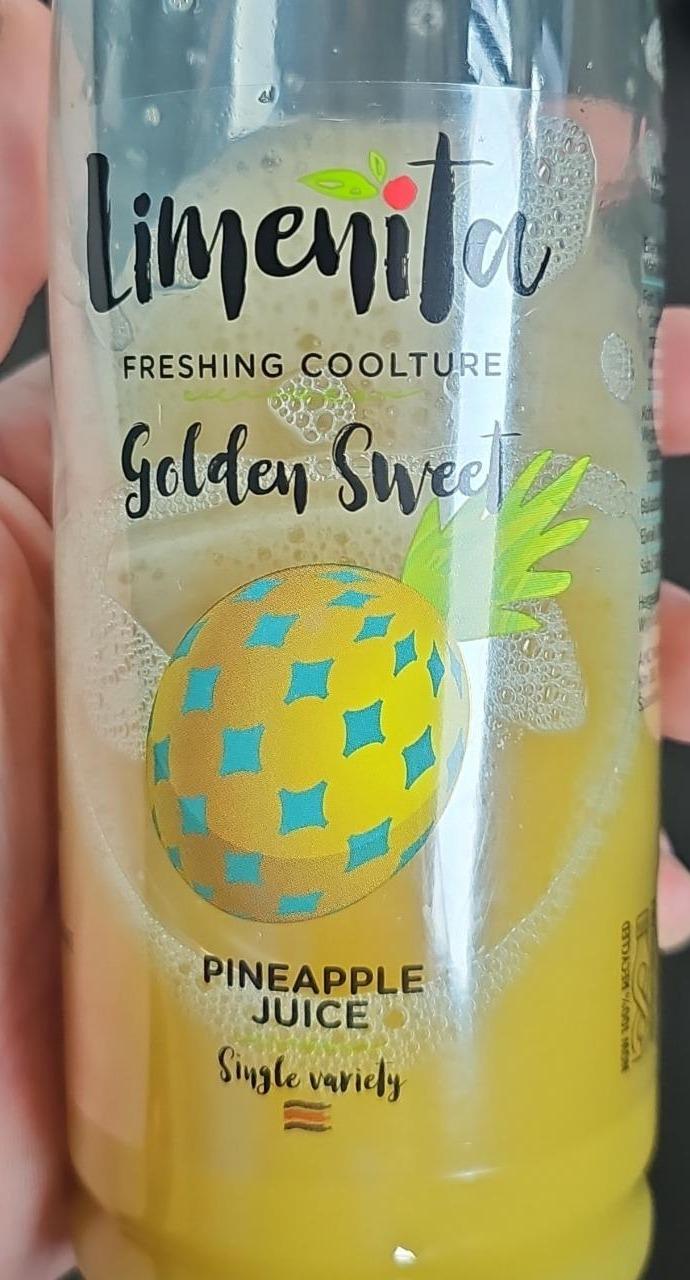 Limenita
FRESHING COOLTURE
Golden Sweet
PINEAPPLE
JUICE
Single variety